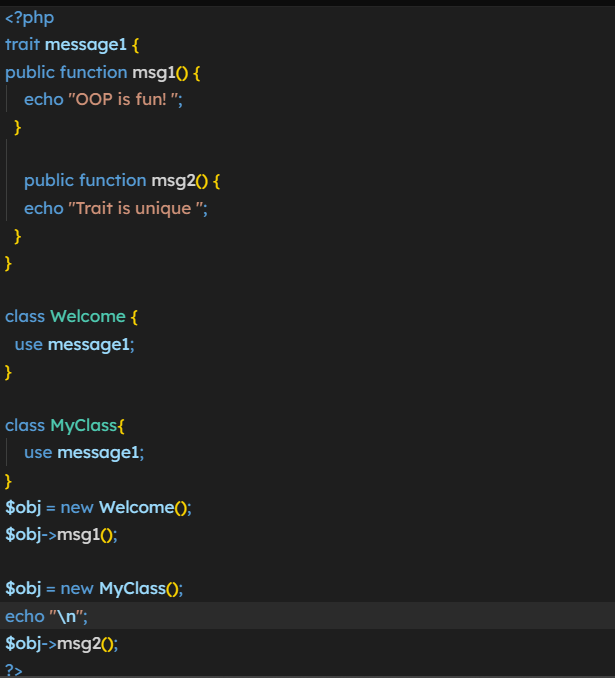 <?php
trait message1 {
public function msg1() {
echo "OOP is fun! ";
}
public function msg2() {
echo "Trait is unique ";
}
}
class Welcome {
use message1;
}
class MyClass{
use message1;
}
$obj = new Welcome();
$obj->msg1();
$obj = new MyClass();
echo "\n";
$obj->msg2();
?>